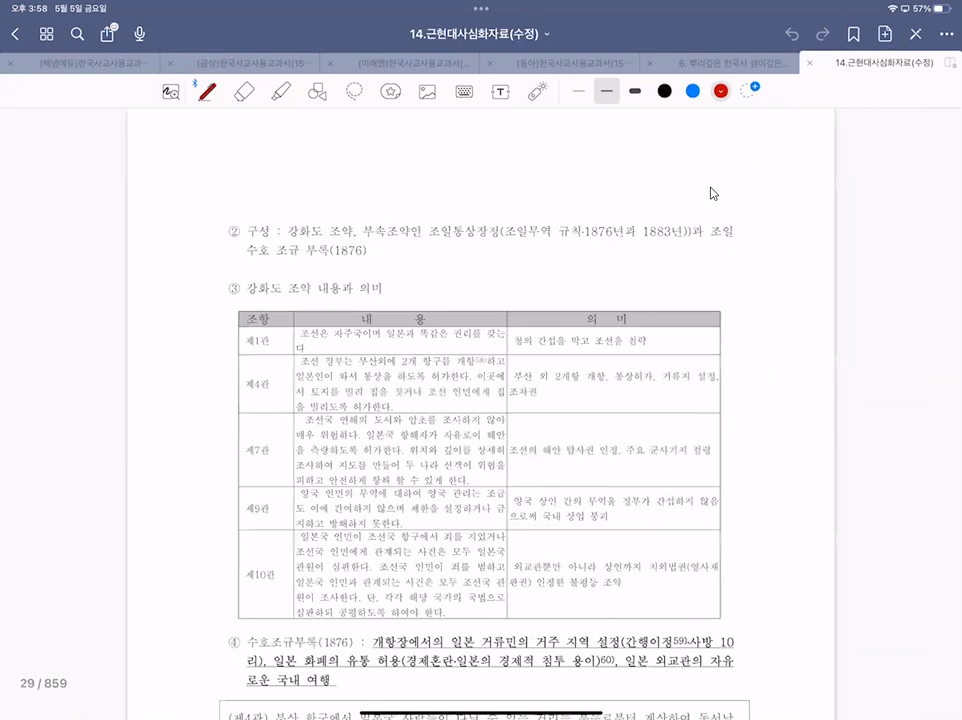 오후 3:58 5월 5일 금요일
57%
14.근현대사심화자료(수정)
(해냄에듀)한국사교사용교과...
(금성)한국사교사용교과서(15...
(미래엔)한국사교사용교과서(...
(동아)한국사교사용교과서(15-...
6. 뿌리깊은 한국사 샘이깊은...
14.근현대사심화자료(수정)
② 구성 : 강화도 조약, 부속조약인 조일통상장정(조일무역 규칙·1876년과 1883년))과 조일
수호 조규 부록(1876)
③ 강화도 조약 내용과 의미
조항 내 용 의 미
제1관
조선은 자주국이며 일본과 똑같은 권리를 갖는
다
청의 간섭을 막고 조선을 침략
제4관
조선 정부는 부산외에 2개 항구를 개항58)하고
일본인이 와서 통상을 하도록 허가한다. 이곳에
서 토지를 빌려 집을 짓거나 조선 인민에게 집
을 빌리도록 허가한다.
부산 외 2개항 개항, 통상허가, 거류지 설정,
조차권
제7관
조선국 연해의 도서와 암초를 조사하지 않아
매우 위험하다. 일본국 항해자가 자유로이 해안
을 측량하도록 허가한다. 위치와 깊이를 상세히
조사하여 지도를 만들어 두 나라 선객이 위험을
피하고 안전하게 항해 할 수 있게 한다.
조선의 해안 탐사권 인정, 주요 군사기지 점령
제9관
양국 인민의 무역에 대하여 양국 관리는 조금
도 이에 간여하지 않으며 제한을 설정하거나 금
지하고 방해하지 못한다.
양국 상인 간의 무역을 정부가 간섭하지 않음
으로써 국내 상업 붕괴
제10관
일본국 인민이 조선국 항구에서 죄를 지었거나
조선국 인민에게 관계되는 사건은 모두 일본국
관원이 심판한다. 조선국 인민이 죄를 범하고
일본국 인민과 관계되는 사건은 모두 조선국 관
원이 조사한다. 단, 각각 해당 국가의 국법으로
심판하되 공평하도록 하여야 한다.
외교관뿐만 아니라 상인까지 치외법권(영사재
판권) 인정한 불평등 조약
④ 수호조규부록(1876) : 개항장에서의 일본 거류민의 거주 지역 설정(간행이정59)·사방 10
리), 일본 화폐의 유통 허용(경제혼란·일본의 경제적 침투 용이)60), 일본 외교관의 자유
로운 국내 여행
29 / 859
(제4관) 부산 항구에서